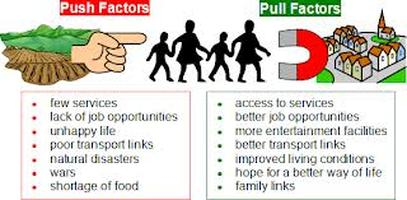 Push Factors
Pull Factors
few services
lack of job opportunities
unhappy life
poor transport links
natural disasters
wars
shortage of food
access to services
better job opportunities
more entertainment facilities
better transport links
improved living conditions
hope for a better way of life
family links